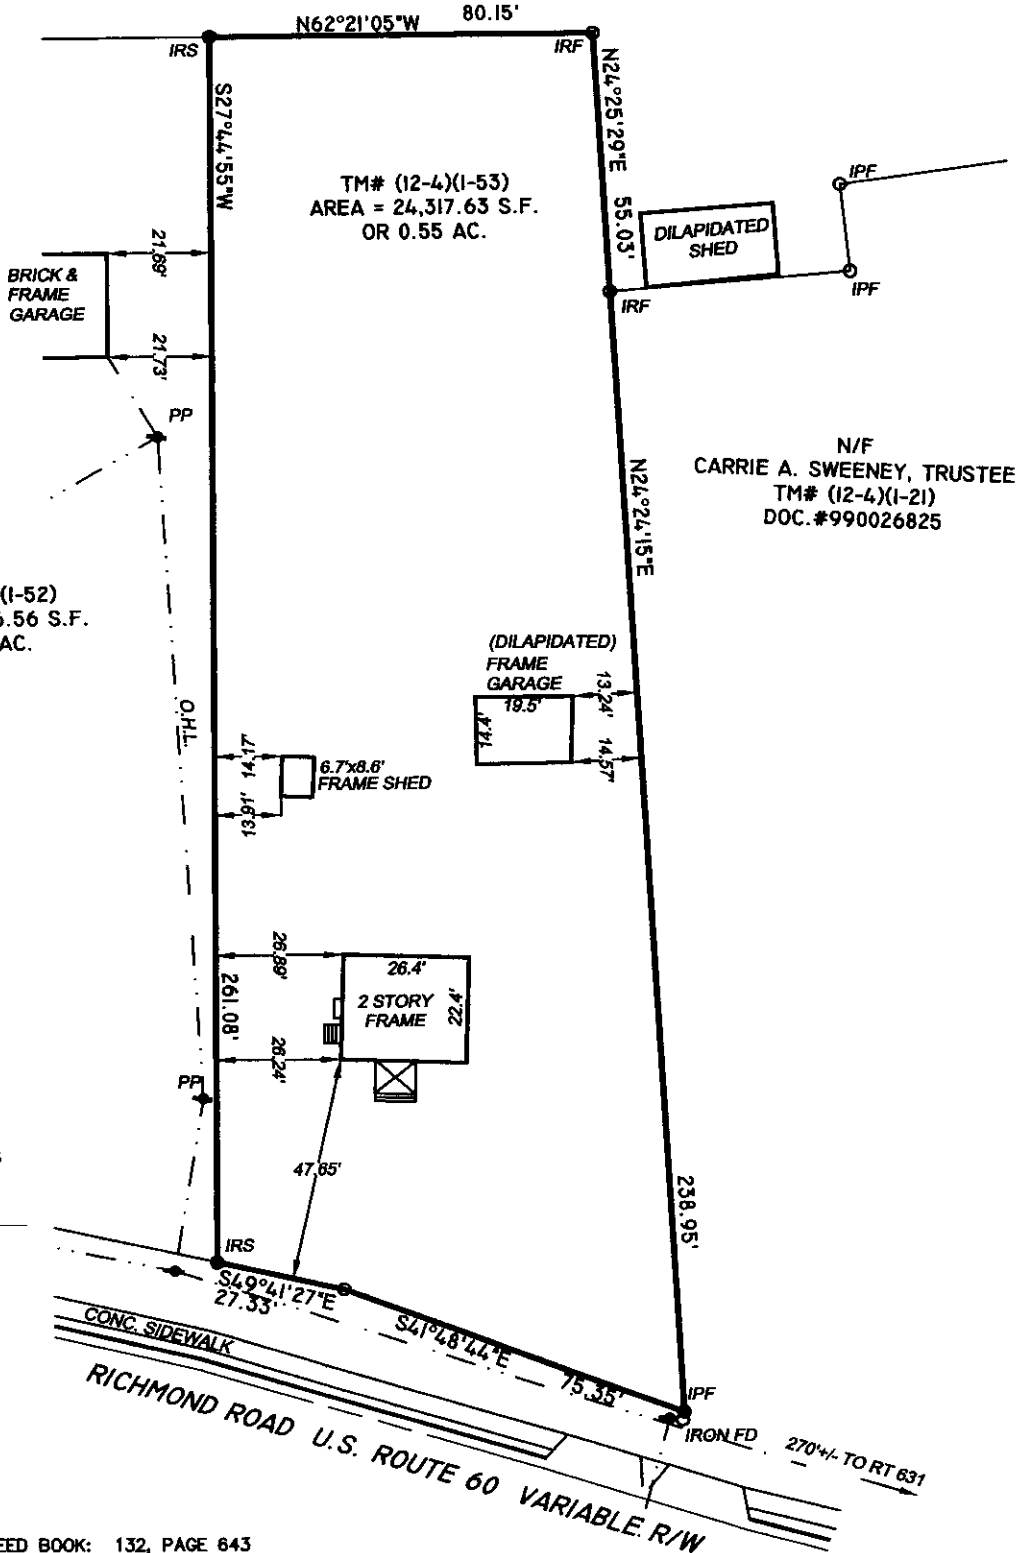 N62°21'05"W 80.15'
IRS
IRF
S27°44'55"W
N24°25'29"E 55.03'
TM# (12-4)(1-53)
AREA = 24,317.63 S.F.
OR 0.55 AC.
IPF
DILAPIDATED
SHED
IPF
IRF
21.69'
BRICK &
FRAME
GARAGE
21.73'
PP
N/F
CARRIE A. SWEENEY, TRUSTEE
TM# (12-4)(1-21)
DOC.#990026825
N24°24'15"E
(1-52)
6.56 S.F.
AC.
(DILAPIDATED)
FRAME
GARAGE
19.5'
14.4'
13.24'
14.57'
O.H.L.
14.17'
6.7'x8.6'
FRAME SHED
13.91'
26.89'
26.4'
2 STORY
FRAME
22.4'
261.08'
26.24'
PP
47.65'
238.95'
IRS
S49°41'27"E
27.33'
S41°48'44"E
75.35'
IPF
IRON FD
CONC. SIDEWALK
270'+/- TO RT 631
RICHMOND ROAD U.S. ROUTE 60 VARIABLE R/W
EED BOOK: 132, PAGE 643